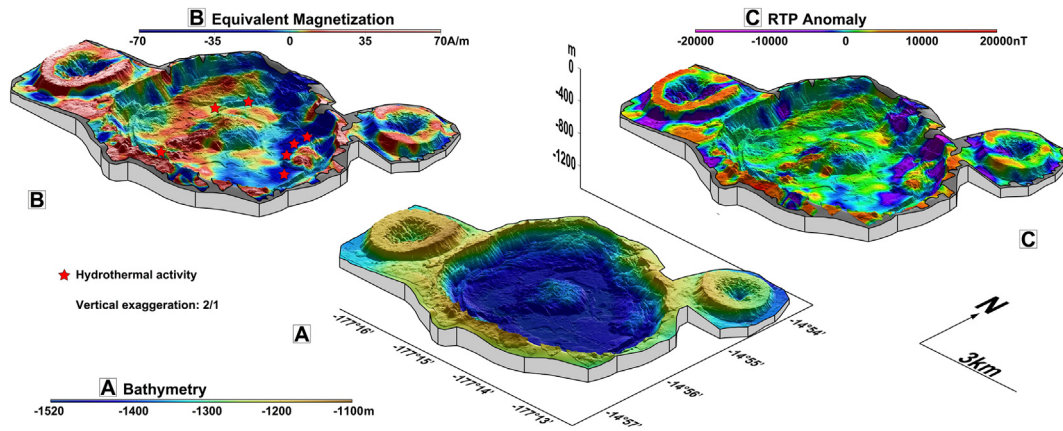 B Equivalent Magnetization
-70 -35 0 35 70A/m
C RTP Anomaly
-20000 -10000 0 10000 20000nT
m
0
-400
-800
-1200
B
C
Hydrothermal activity
Vertical exaggeration: 2/1
A
-177°16'
-177°15'
-177°14'
-177°13'
-14°54'
-14°55'
-14°56'
-14°57'
N
3km
A Bathymetry
-1520 -1400 -1300 -1200 -1100m